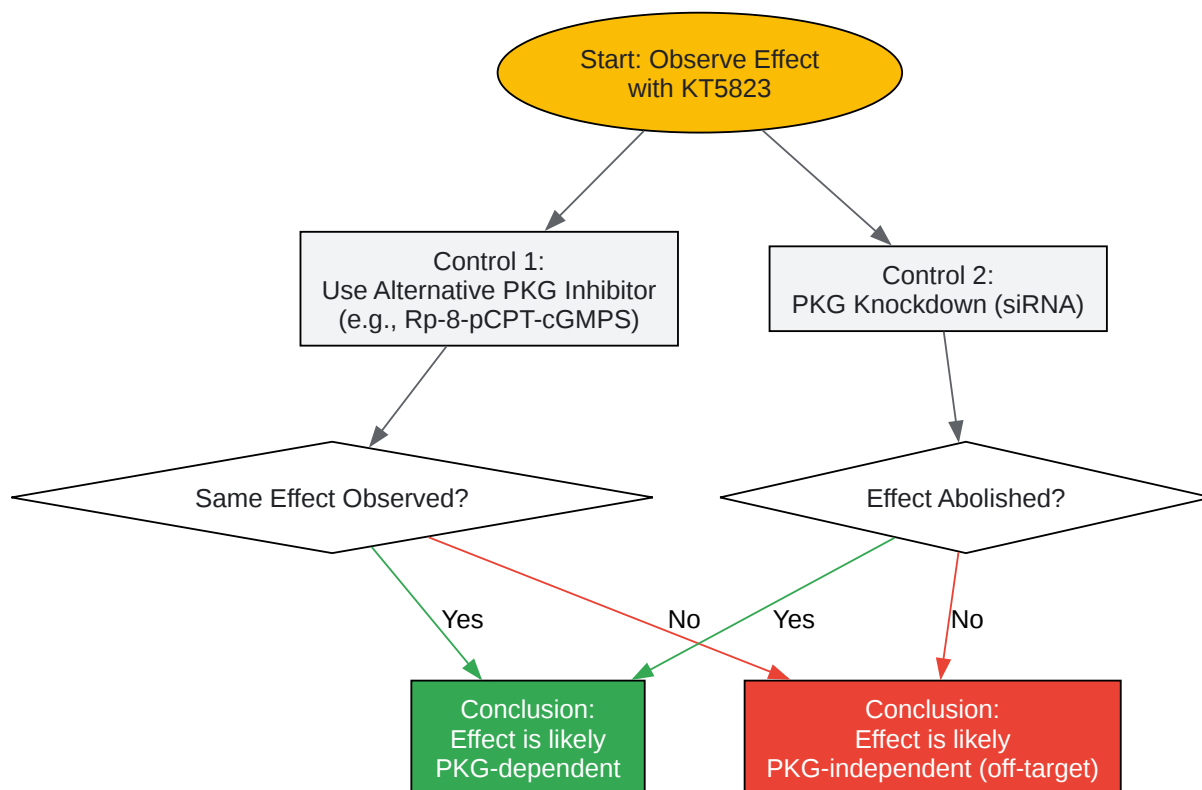 Start: Observe Effect
with KT5823
Control 1:
Use Alternative PKG Inhibitor
(e.g., Rp-8-pCPT-cGMPS)
Control 2:
PKG Knockdown (siRNA)
Same Effect Observed?
Effect Abolished?
Yes
No
Yes
No
Conclusion:
Effect is likely
PKG-dependent
Conclusion:
Effect is likely
PKG-independent (off-target)